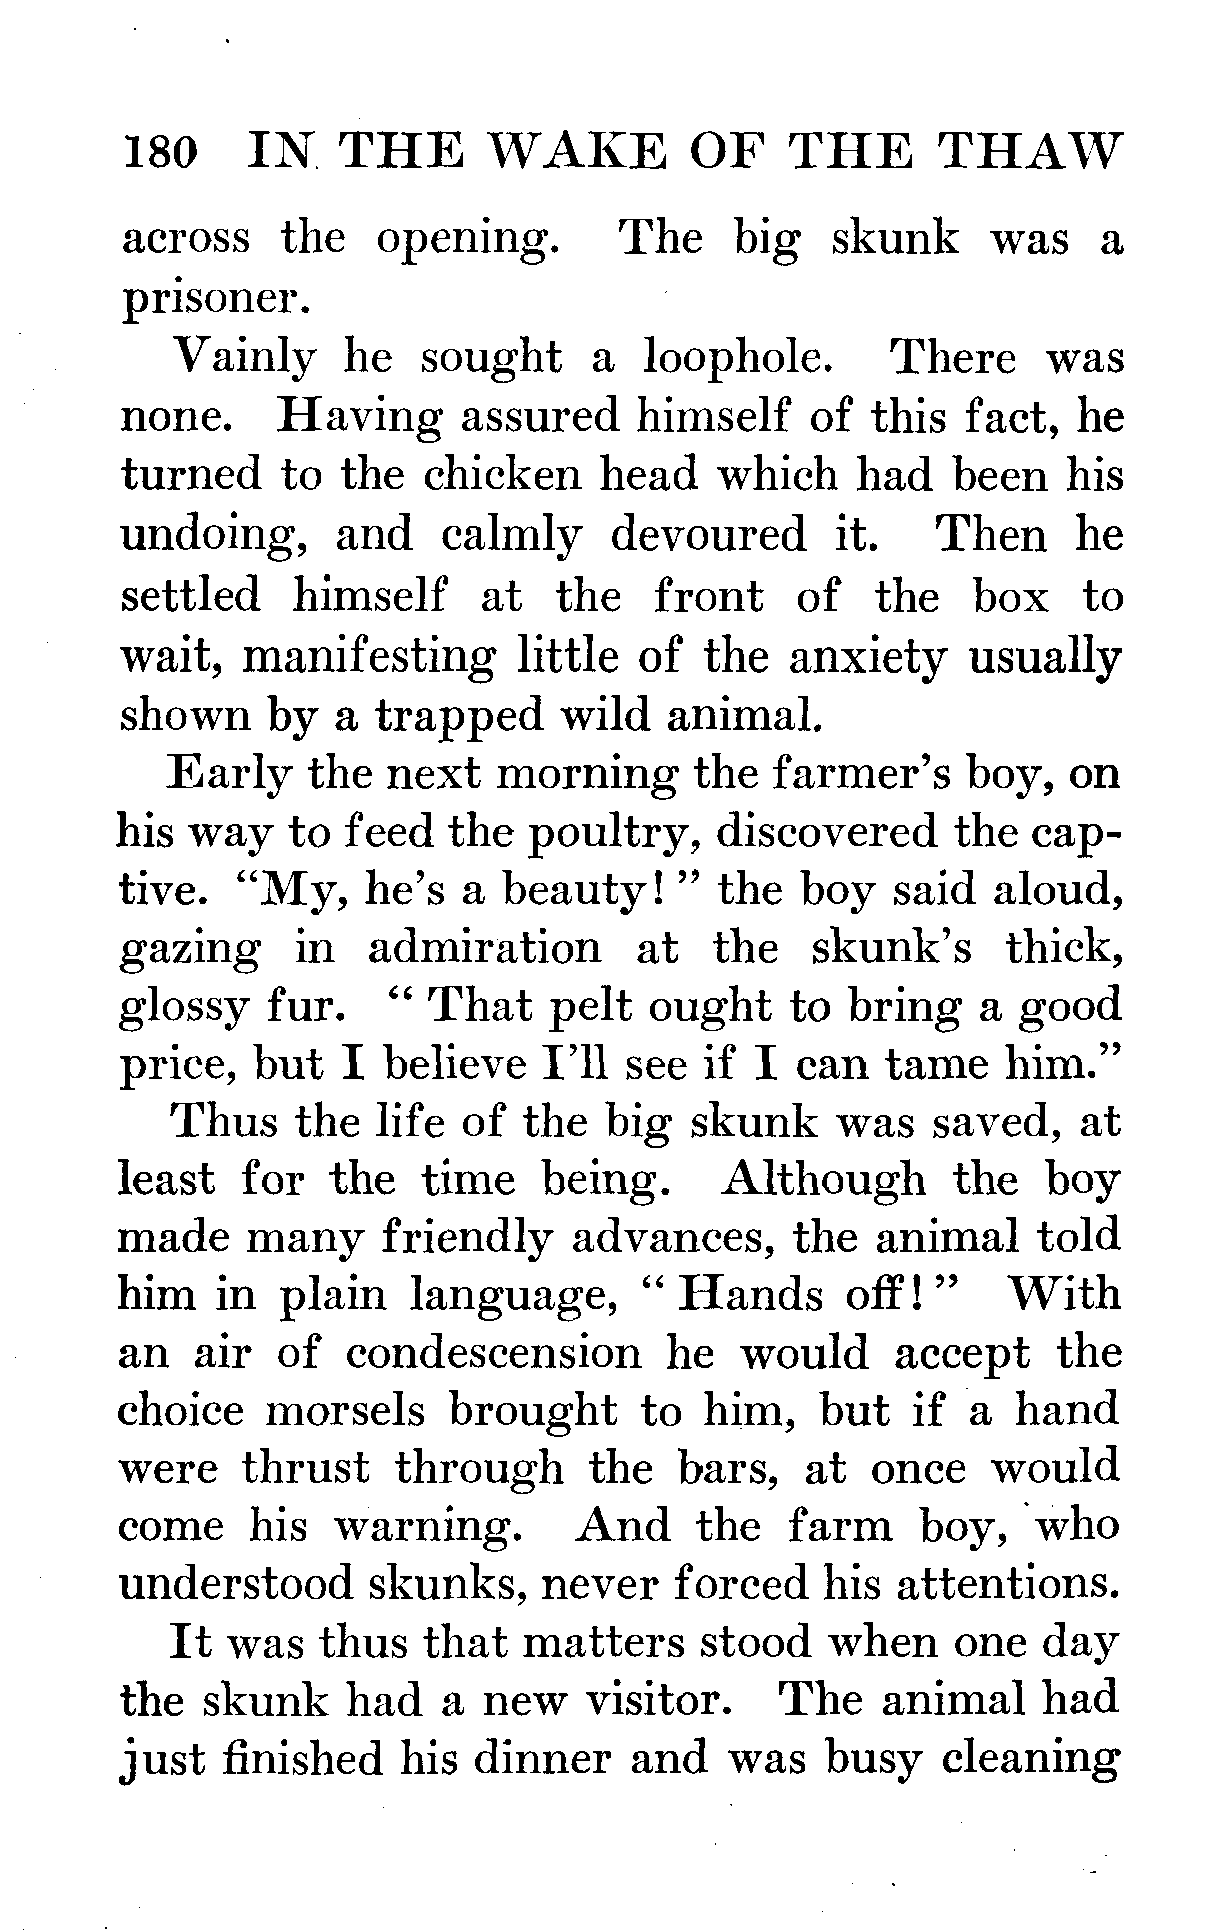 180 IN THE WAKE OF THE THAW
across the opening. The big skunk was a
prisoner.
Vainly he sought a loophole. There was
none. Having assured himself of this fact, he
turned to the chicken head which had been his
undoing, and calmly devoured it. Then he
settled himself at the front of the box to
wait, manifesting little of the anxiety usually
shown by a trapped wild animal.
Early the next morning the farmer's boy, on
his way to feed the poultry, discovered the cap-
tive. "My, he's a beauty! " the boy said aloud,
gazing in admiration at the skunk's thick,
glossy fur. " That pelt ought to bring a good
price, but I believe I'll see if I can tame him."
Thus the life of the big skunk was saved, at
least for the time being. Although the boy
made many friendly advances, the animal told
him in plain language, " Hands off! " With
an air of condescension he would accept the
choice morsels brought to him, but if a hand
were thrust through the bars, at once would
come his warning. And the farm boy, who
understood skunks, never forced his attentions.
It was thus that matters stood when one day
the skunk had a new visitor. The animal had
just finished his dinner and was busy cleaning